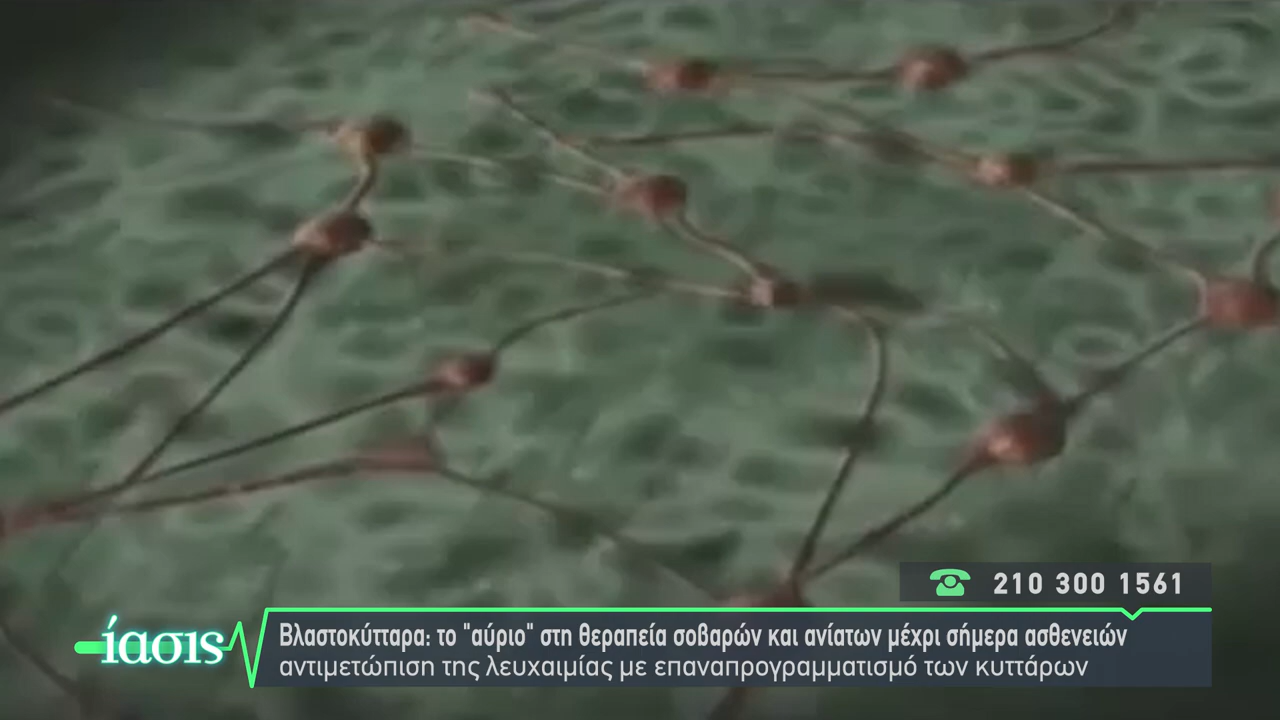 210 300 1561
ίασις
Βλαστοκύτταρα: το "αύριο" στη θεραπεία σοβαρών και ανίατων μέχρι σήμερα ασθενειών
αντιμετώπιση της λευχαιμίας με επαναπρογραμματισμό των κυττάρων